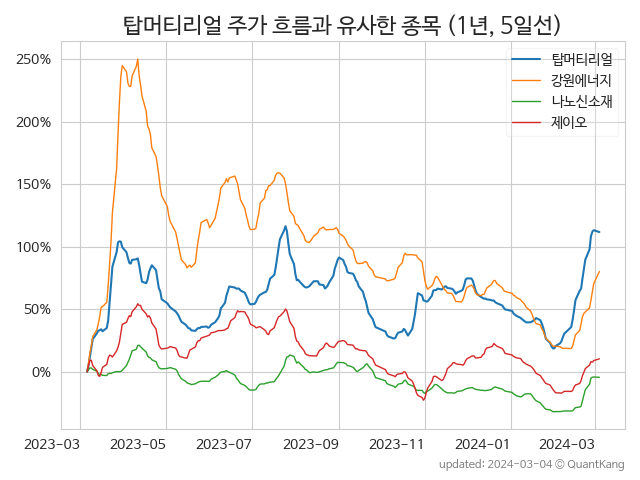 탑머티리얼 주가 흐름과 유사한 종목 (1년, 5일선)
탑머티리얼
강원에너지
나노신소재
제이오
250%
200%
150%
100%
50%
0%
2023-03 2023-05 2023-07 2023-09 2023-11 2024-01 2024-03
updated: 2024-03-04 © QuantKang